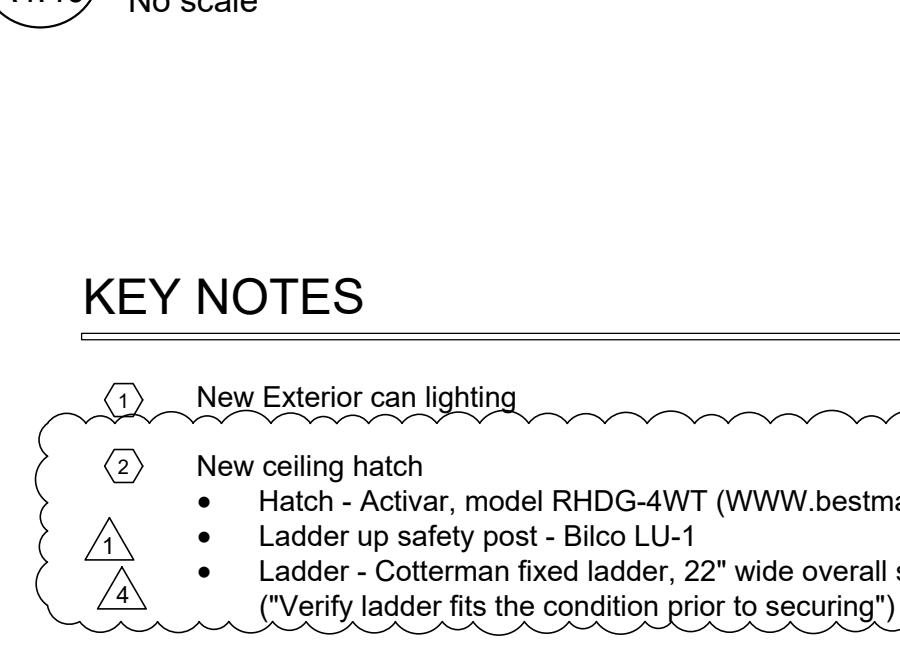 No scale
KEY NOTES
1 New Exterior can lighting
2 New ceiling hatch
• Hatch - Activar, model RHDG-4WT (WWW.bestma
1 • Ladder up safety post - Bilco LU-1
4 • Ladder - Cotterman fixed ladder, 22" wide overall s
("Verify ladder fits the condition prior to securing")